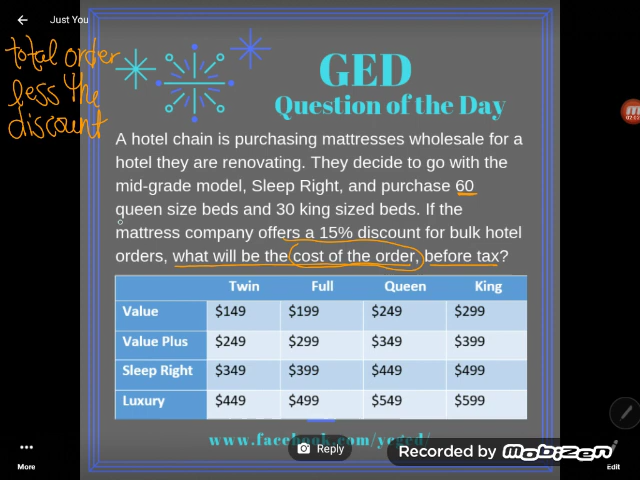 Just You
total order
less the
discount
GED
Question of the Day
A hotel chain is purchasing mattresses wholesale for a
hotel they are renovating. They decide to go with the
mid-grade model, Sleep Right, and purchase 60
queen size beds and 30 king sized beds. If the
mattress company offers a 15% discount for bulk hotel
orders, what will be the cost of the order, before tax?
Twin Full Queen King
Value $149 $199 $249 $299
Value Plus $249 $299 $349 $399
Sleep Right $349 $399 $449 $499
Luxury $449 $499 $549 $599
More
Reply
Recorded by Mobizen
Edit